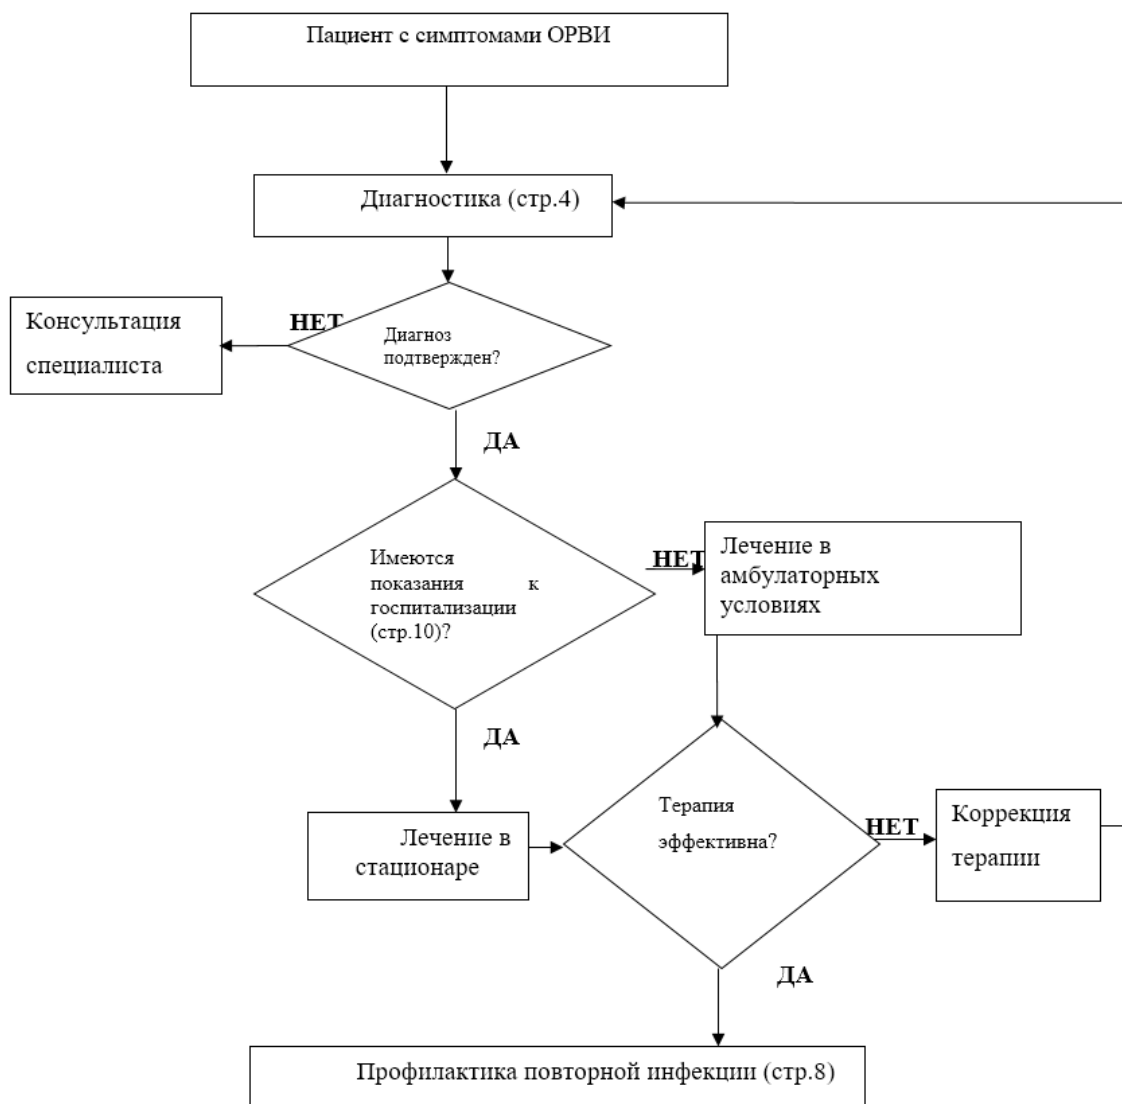 Пациент с симптомами ОРВИ
Диагностика (стр.4)
Консультация
специалиста
НЕТ
Диагноз
подтвержден?
ДА
Имеются
показания к
госпитализации
(стр.10)?
НЕТ
Лечение в
амбулаторных
условиях
ДА
Лечение в
стационаре
Терапия
эффективна?
НЕТ
Коррекция
терапии
ДА
Профилактика повторной инфекции (стр.8)